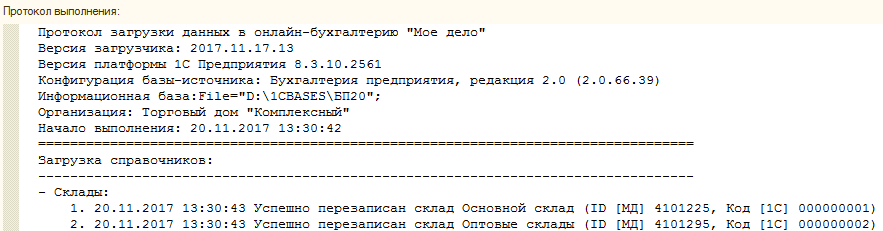 Протокол выполнения:
Протокол загрузки данных в онлайн-бухгалтерию "Мое дело"
Версия загрузчика: 2017.11.17.13
Версия платформы 1С Предприятия 8.3.10.2561
Конфигурация базы-источника: Бухгалтерия предприятия, редакция 2.0 (2.0.66.39)
Информационная база:File="D:\1CBASES\БП20";
Организация: Торговый дом "Комплексный"
Начало выполнения: 20.11.2017 13:30:42
==================================================================================
Загрузка справочников:
----------------------------------------------------------------------------------
- Склады:
1. 20.11.2017 13:30:43 Успешно перезаписан склад Основной склад (ID [МД] 4101225, Код [1С] 000000001)
2. 20.11.2017 13:30:43 Успешно перезаписан склад Оптовые склады (ID [МД] 4101295, Код [1С] 000000002)